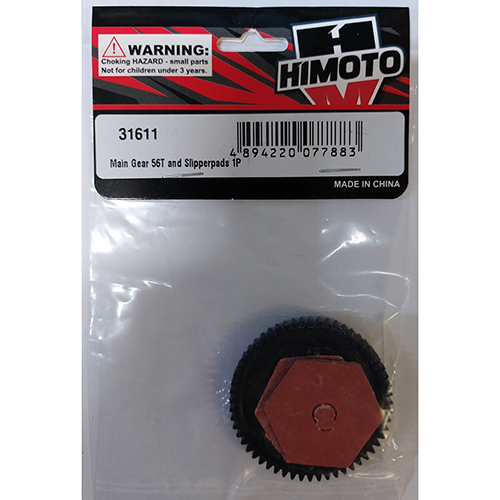 WARNING:
Choking HAZARD - small parts
Not for children under 3 years.
HIMOTO
31611
4 894220 077883
Main Gear 56T and Slipperpads 1P
MADE IN CHINA